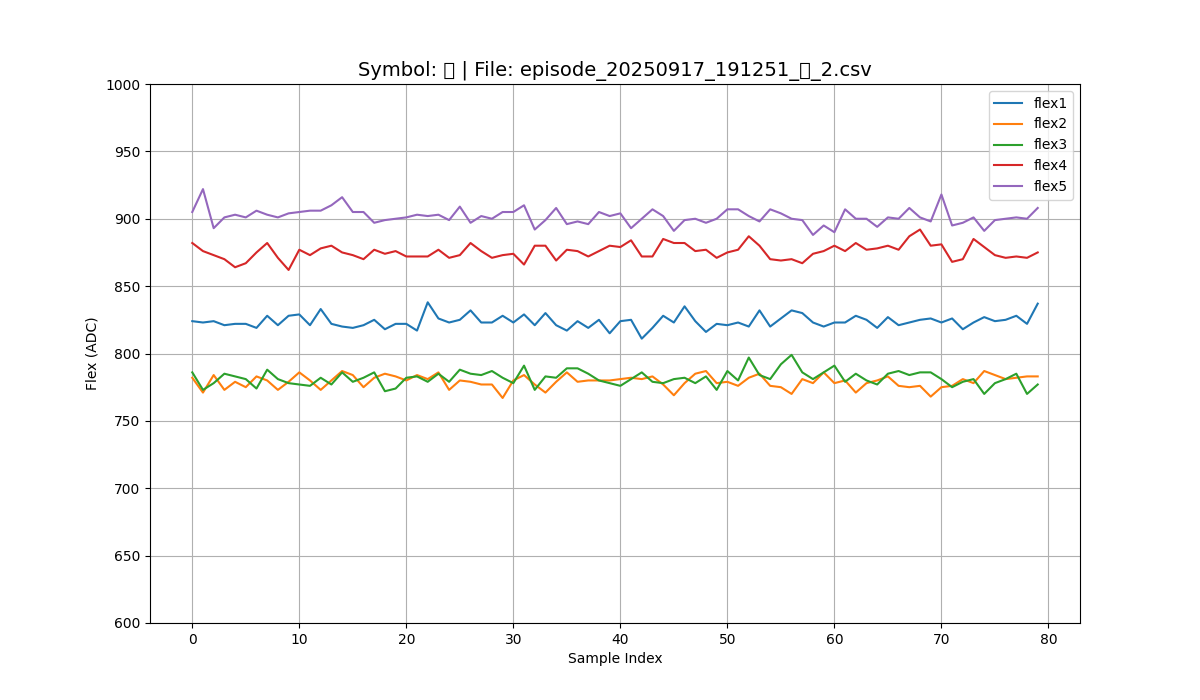 Symbol: ▯ | File: episode_20250917_191251_▯_2.csv
1000
950
900
850
800
750
700
650
600
Flex (ADC)
flex1
flex2
flex3
flex4
flex5
0 10 20 30 40 50 60 70 80
Sample Index